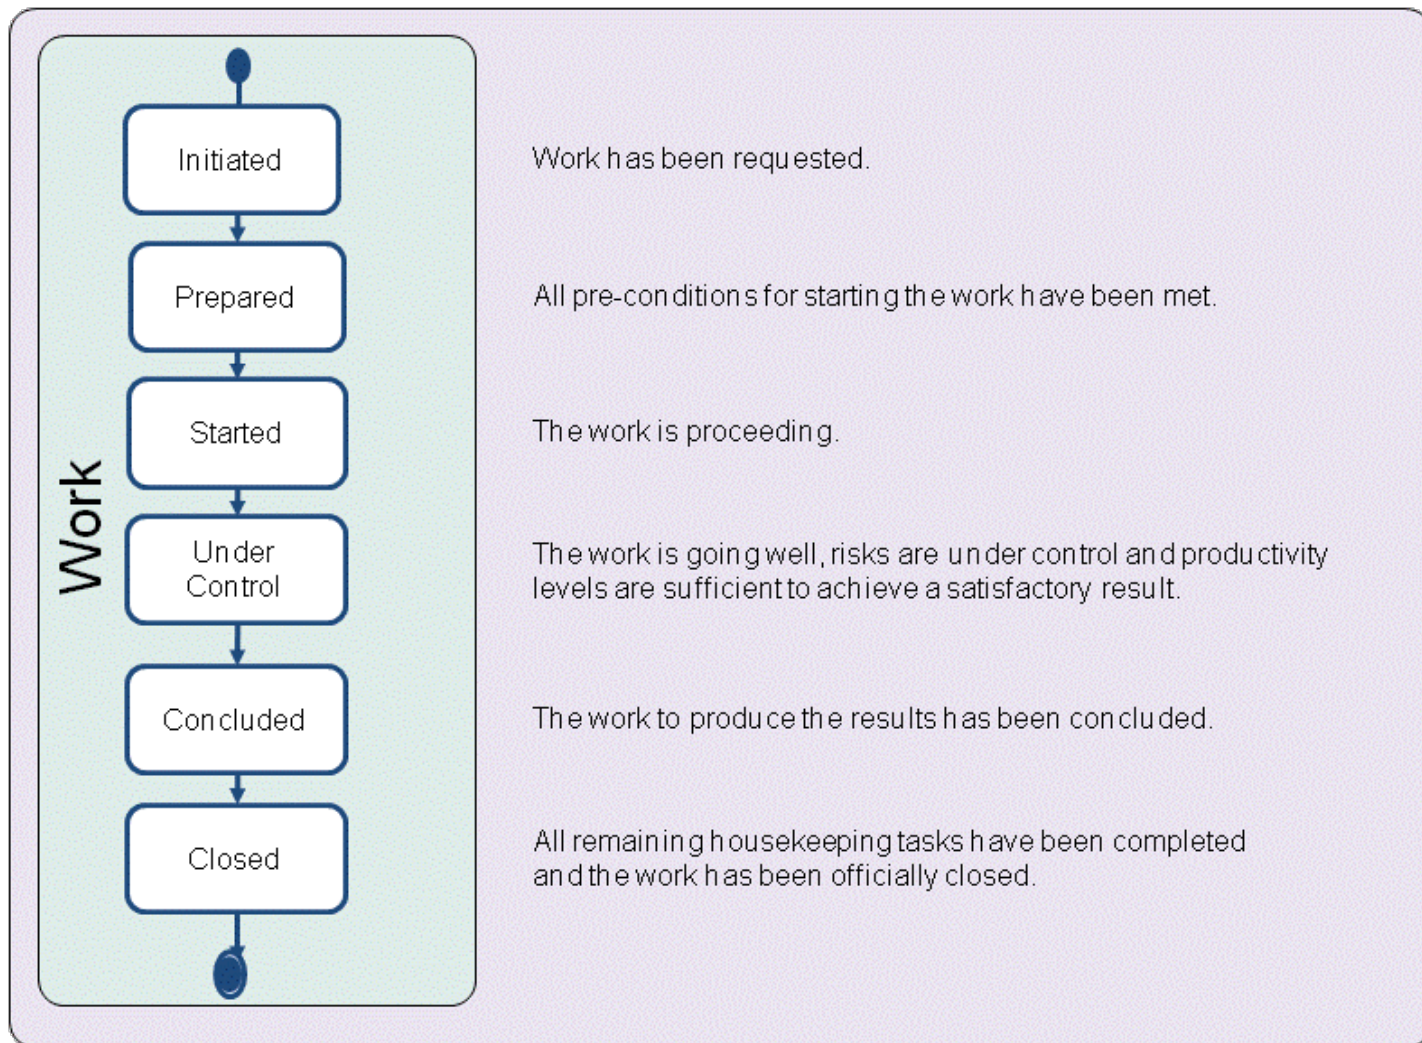 Work
Initiated
Work has been requested.
Prepared
All pre-conditions for starting the work have been met.
Started
The work is proceeding.
Under
Control
The work is going well, risks are under control and productivity
levels are sufficient to achieve a satisfactory result.
Concluded
The work to produce the results has been concluded.
Closed
All remaining housekeeping tasks have been completed
and the work has been officially closed.